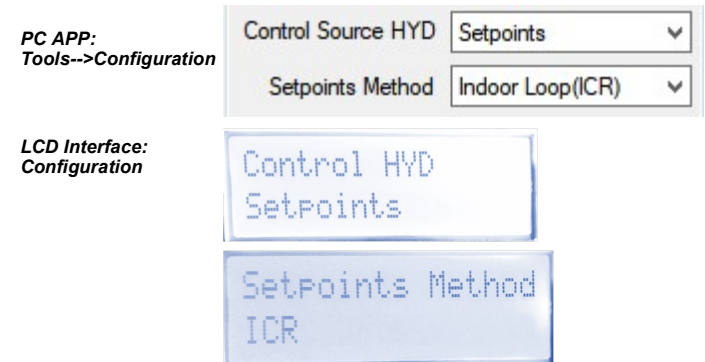 PC APP:
Tools-->Configuration
Control Source HYD Setpoints
Setpoints Method Indoor Loop(ICR)
LCD Interface:
Configuration
Control HYD
Setpoints
Setpoints Method
ICR